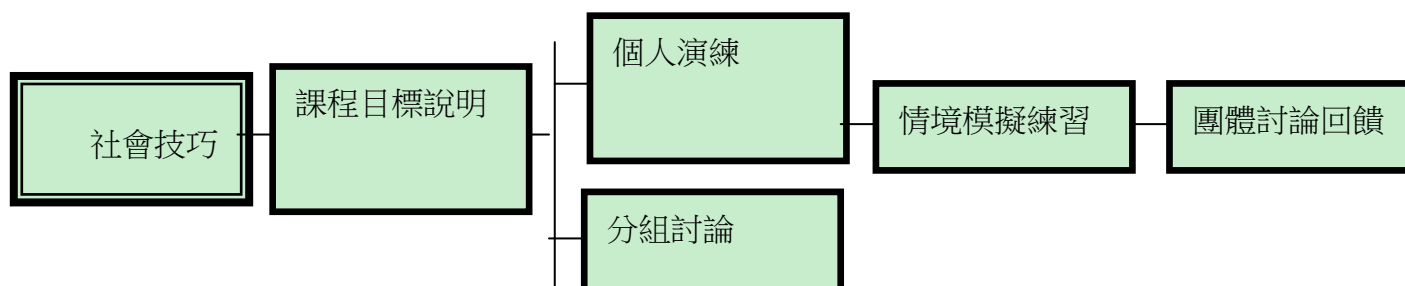 社會技巧
課程目標說明
個人演練
情境模擬練習
團體討論回饋
分組討論